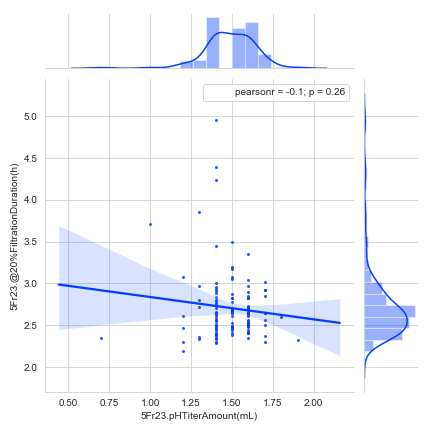 pearsonr = -0.1; p = 0.26
5.0
4.5
4.0
3.5
3.0
2.5
2.0
5Fr23.@20%FiltrationDuration(h)
0.50 0.75 1.00 1.25 1.50 1.75 2.00
5Fr23.pHTiterAmount(mL)